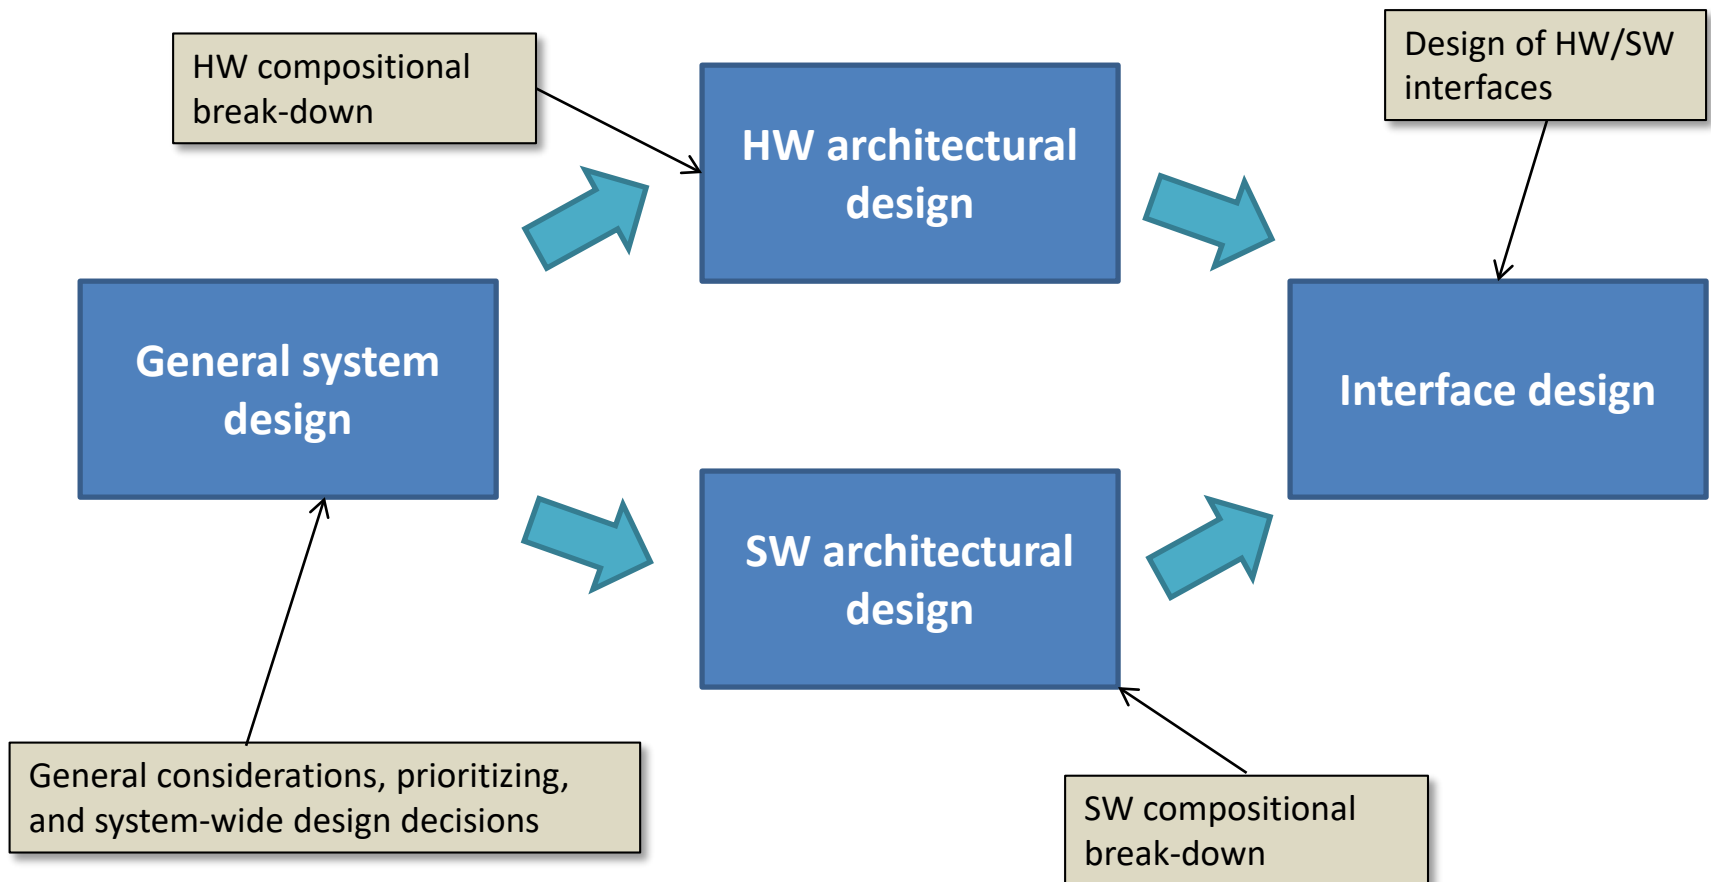 HW compositional
break-down
HW architectural
design
Design of HW/SW
interfaces
General system
design
Interface design
SW architectural
design
General considerations, prioritizing,
and system-wide design decisions
SW compositional
break-down